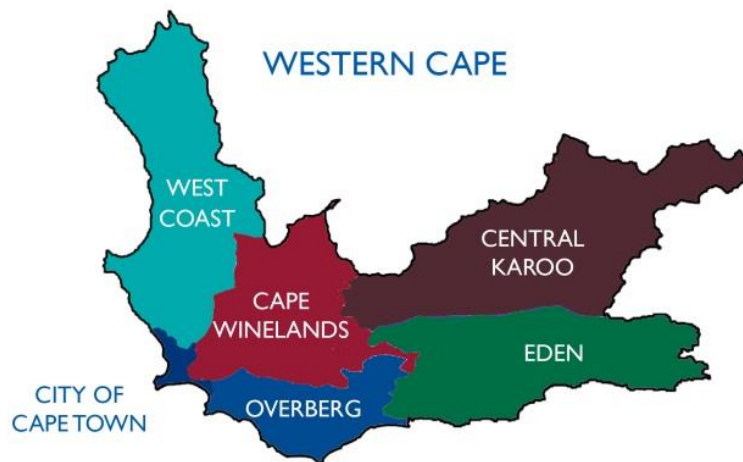 WESTERN CAPE
WEST
COAST
CENTRAL
KAROO
CAPE
WINELANDS
EDEN
CITY OF
CAPE TOWN
OVERBERG